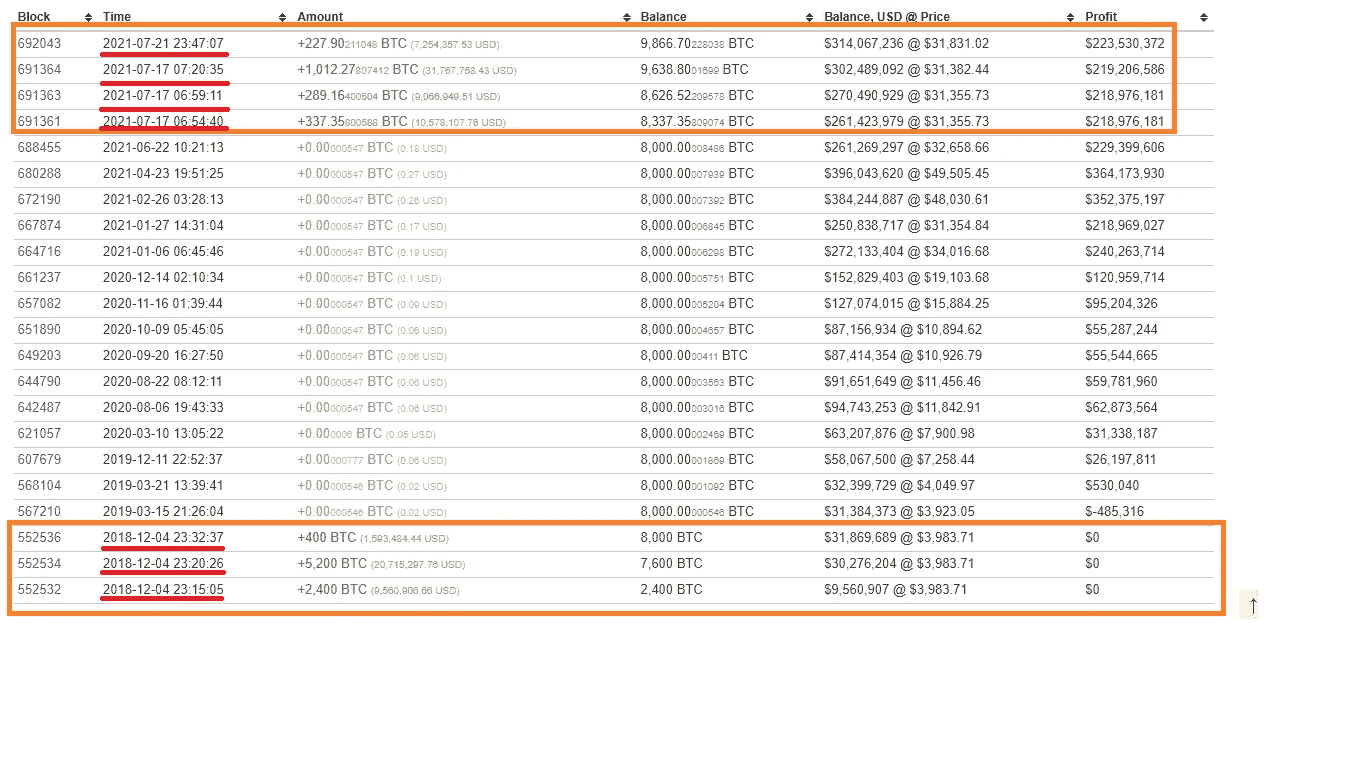 Block Time Amount Balance Balance, USD @ Price Profit
692043 2021-07-21 23:47:07 +227.90211048 BTC (7,254,357.53 USD) 9,866.70228038 BTC $314,067,236 @ $31,831.02 $223,530,372
691364 2021-07-17 07:20:35 +1,012.27807412 BTC (31,767,758.43 USD) 9,638.8001699 BTC $302,489,092 @ $31,382.44 $219,206,586
691363 2021-07-17 06:59:11 +289.16400504 BTC (9,066,949.51 USD) 8,626.52209578 BTC $270,490,929 @ $31,355.73 $218,976,181
691361 2021-07-17 06:54:40 +337.35800588 BTC (10,578,107.76 USD) 8,337.35809074 BTC $261,423,979 @ $31,355.73 $218,976,181
688455 2021-06-22 10:21:13 +0.00000547 BTC (0.18 USD) 8,000.00008486 BTC $261,269,297 @ $32,658.66 $229,399,606
680288 2021-04-23 19:51:25 +0.00000547 BTC (0.27 USD) 8,000.00007939 BTC $396,043,620 @ $49,505.45 $364,173,930
672190 2021-02-26 03:28:13 +0.00000547 BTC (0.26 USD) 8,000.00007392 BTC $384,244,887 @ $48,030.61 $352,375,197
667874 2021-01-27 14:31:04 +0.00000547 BTC (0.17 USD) 8,000.00006845 BTC $250,838,717 @ $31,354.84 $218,969,027
664716 2021-01-06 06:45:46 +0.00000547 BTC (0.19 USD) 8,000.00006298 BTC $272,133,404 @ $34,016.68 $240,263,714
661237 2020-12-14 02:10:34 +0.00000547 BTC (0.1 USD) 8,000.00005751 BTC $152,829,403 @ $19,103.68 $120,959,714
657082 2020-11-16 01:39:44 +0.00000547 BTC (0.09 USD) 8,000.00005204 BTC $127,074,015 @ $15,884.25 $95,204,326
651890 2020-10-09 05:45:05 +0.00000547 BTC (0.06 USD) 8,000.00004657 BTC $87,156,934 @ $10,894.62 $55,287,244
649203 2020-09-20 16:27:50 +0.00000547 BTC (0.06 USD) 8,000.0000411 BTC $87,414,354 @ $10,926.79 $55,544,665
644790 2020-08-22 08:12:11 +0.00000547 BTC (0.06 USD) 8,000.00003563 BTC $91,651,649 @ $11,456.46 $59,781,960
642487 2020-08-06 19:43:33 +0.00000547 BTC (0.06 USD) 8,000.00003016 BTC $94,743,253 @ $11,842.91 $62,873,564
621057 2020-03-10 13:05:22 +0.000006 BTC (0.05 USD) 8,000.00002469 BTC $63,207,876 @ $7,900.98 $31,338,187
607679 2019-12-11 22:52:37 +0.00000777 BTC (0.06 USD) 8,000.00001869 BTC $58,067,500 @ $7,258.44 $26,197,811
568104 2019-03-21 13:39:41 +0.00000546 BTC (0.02 USD) 8,000.00001092 BTC $32,399,729 @ $4,049.97 $530,040
567210 2019-03-15 21:26:04 +0.00000546 BTC (0.02 USD) 8,000.00000546 BTC $31,384,373 @ $3,923.05 $-485,316
552536 2018-12-04 23:32:37 +400 BTC (1,593,484.44 USD) 8,000 BTC $31,869,689 @ $3,983.71 $0
552534 2018-12-04 23:20:26 +5,200 BTC (20,715,297.76 USD) 7,600 BTC $30,276,204 @ $3,983.71 $0
552532 2018-12-04 23:15:05 +2,400 BTC (9,560,906.66 USD) 2,400 BTC $9,560,907 @ $3,983.71 $0